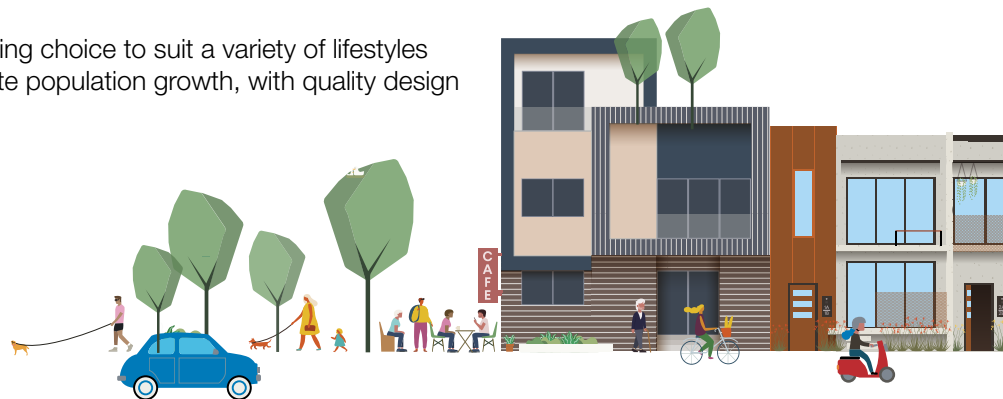 ing choice to suit a variety of lifestyles
te population growth, with quality design
CAFE